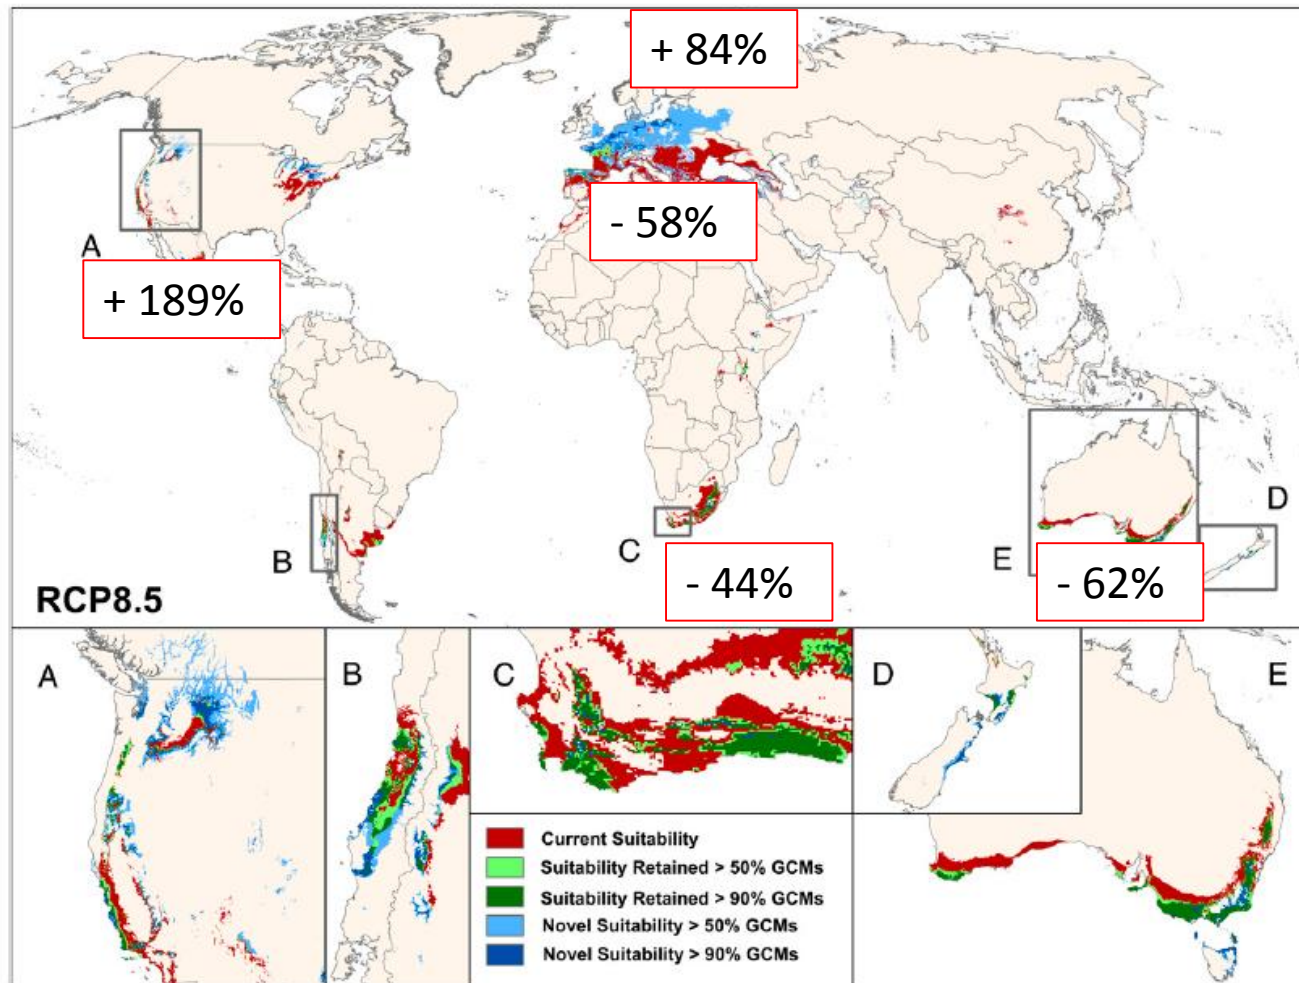 + 84%
- 58%
A
+ 189%
D
B
C
E
- 44%
- 62%
RCP8.5
A
B
C
D
E
Current Suitability
Suitability Retained > 50% GCMs
Suitability Retained > 90% GCMs
Novel Suitability > 50% GCMs
Novel Suitability > 90% GCMs